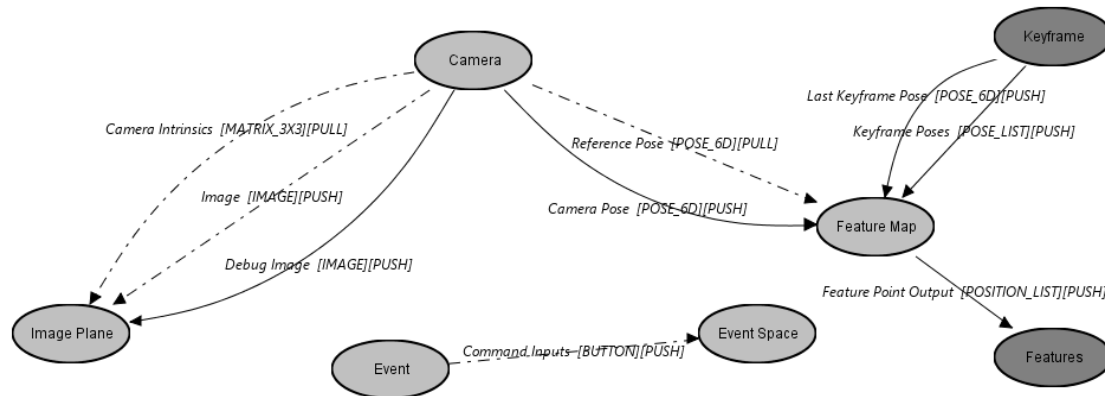 Keyframe
Camera
Last Keyframe Pose [POSE_6D][PUSH]
Camera Intrinsics [MATRIX_3X3][PULL]
Keyframe Poses [POSE_LIST][PUSH]
Reference Pose [POSE_6D][PULL]
Image [IMAGE][PUSH]
Camera Pose [POSE_6D][PUSH]
Feature Map
Debug Image [IMAGE][PUSH]
Feature Point Output [POSITION_LIST][PUSH]
Image Plane
Event Space
Command Inputs [BUTTON][PUSH]
Features
Event